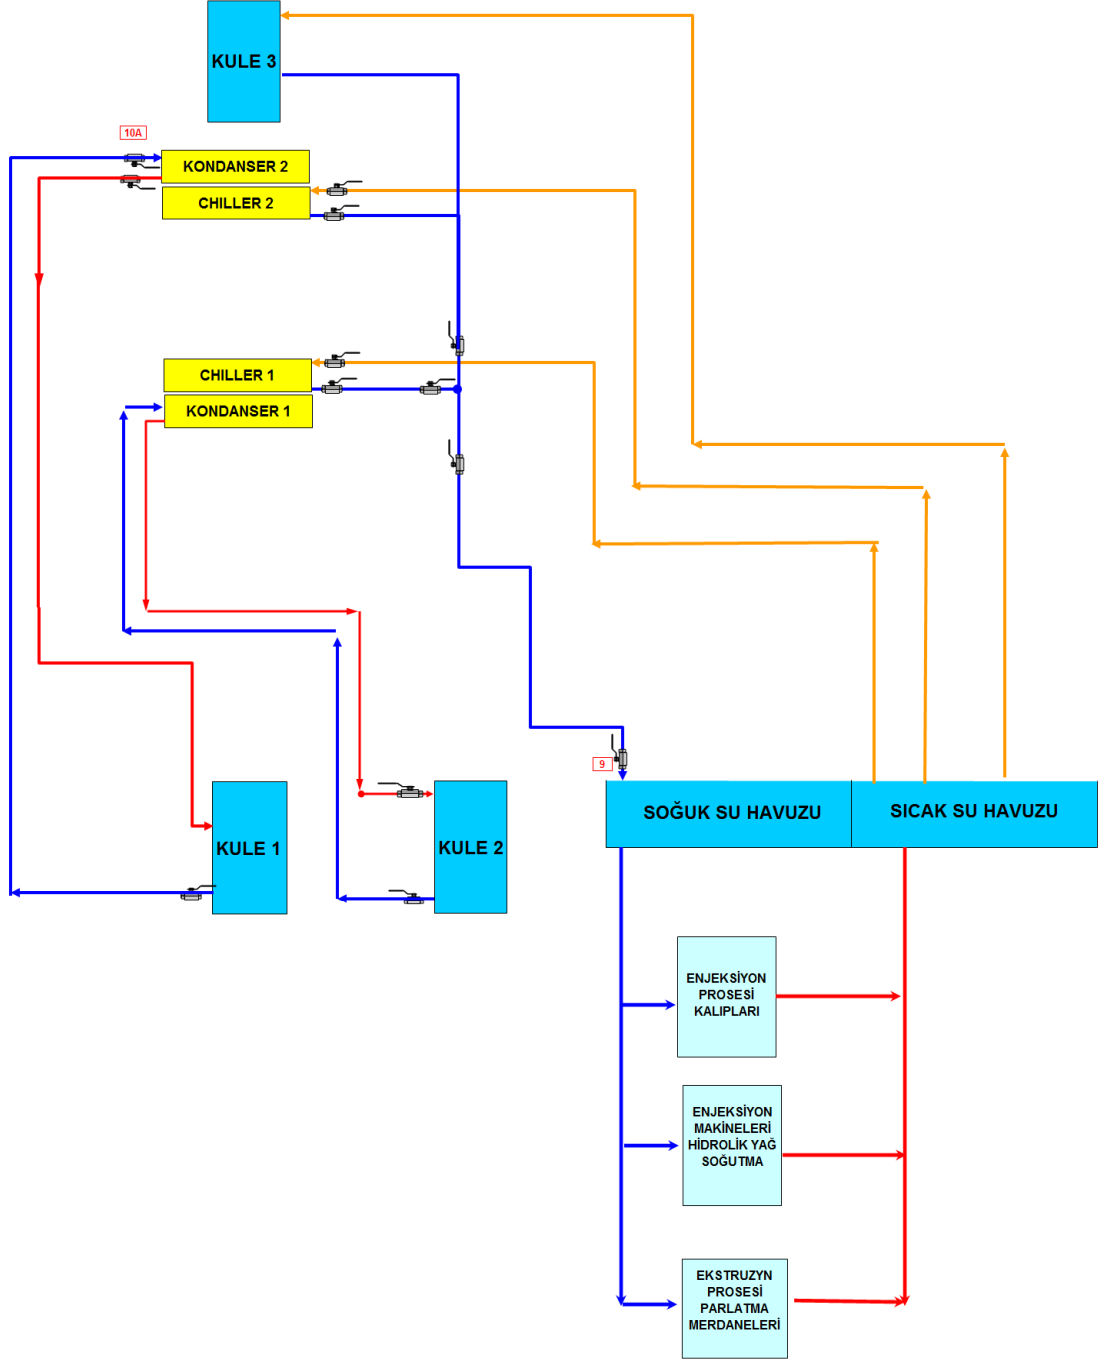 KULE 3
10A
KONDANSER 2
CHILLER 2
CHILLER 1
KONDANSER 1
9
KULE 1
KULE 2
SOĞUK SU HAVUZU
SICAK SU HAVUZU
ENJEKSİYON
PROSESİ
KALIPLARI
ENJEKSİYON
MAKİNELERİ
HİDROLİK YAĞ
SOĞUTMA
EKSTRUZYN
PROSESİ
PARLATMA
MERDANELERİ